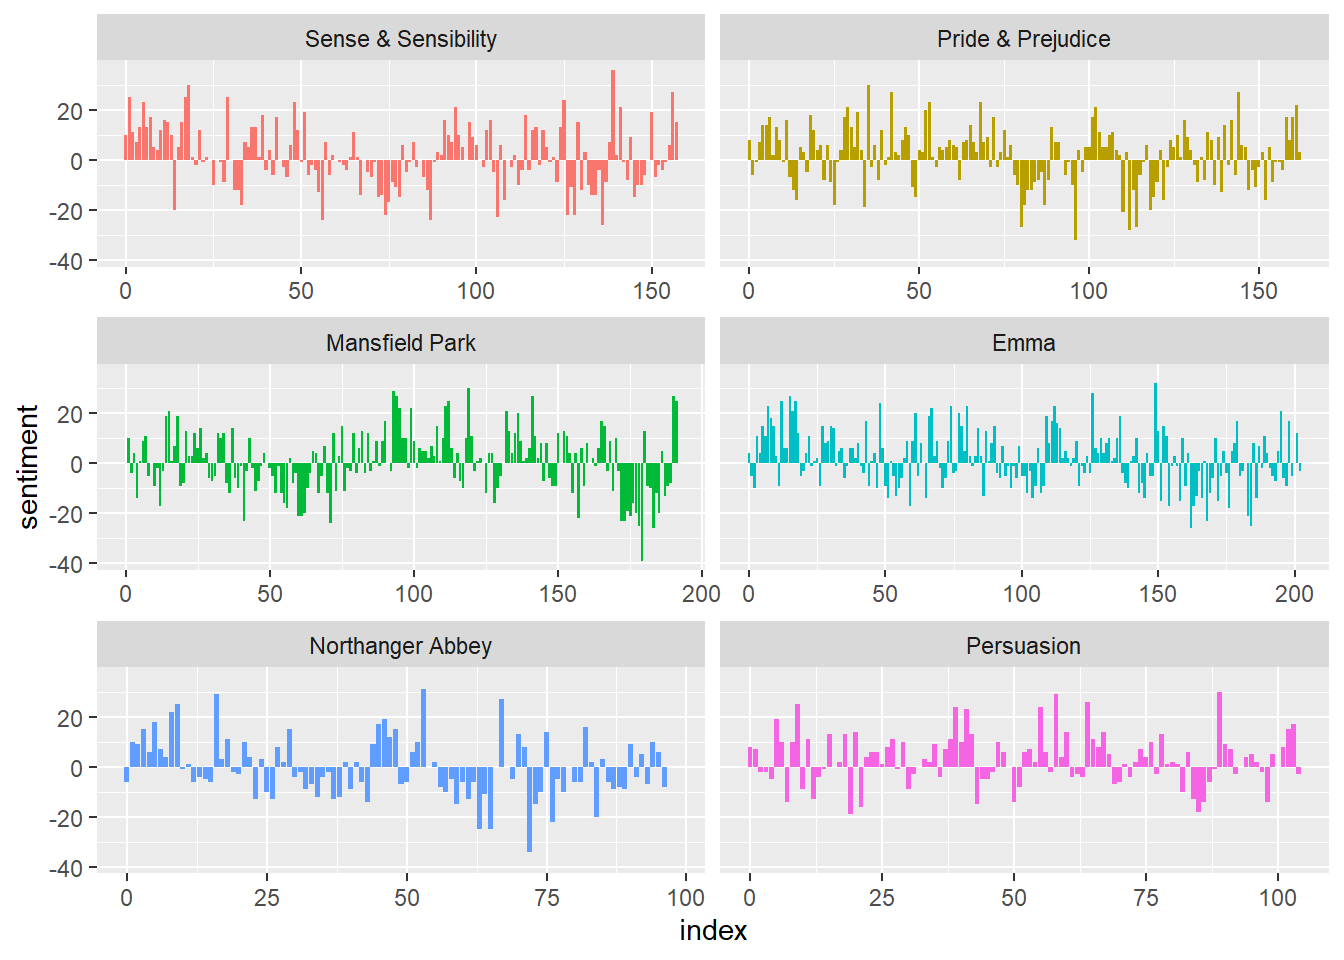 Sense & Sensibility
Pride & Prejudice
20
0
-20
-40
0 50 100 150
0 50 100 150
Mansfield Park
Emma
sentiment
20
0
-20
-40
0 50 100 150 200
0 50 100 150 200
Northanger Abbey
Persuasion
20
0
-20
-40
0 25 50 75 100
0 25 50 75 100
index